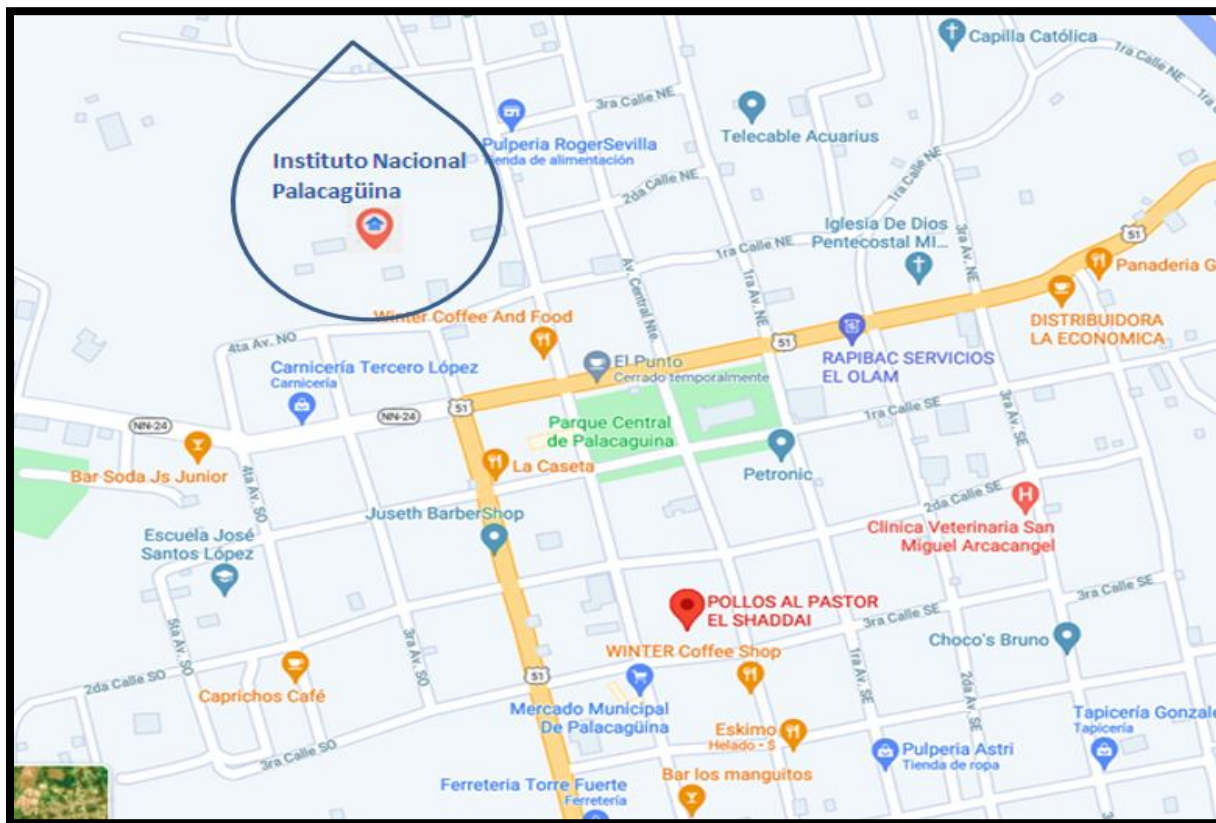 Capilla Católica
1ra Calle NE
3ra Calle NE
Pulperia RogerSevilla
Tienda de alimentación
Telecable Acuarius
Instituto Nacional
Palacagüina
2da Calle NE
1ra Calle NE
Iglesia De Dios
Pentecostal MI...
3ra Av. NE
51
Panaderia G
1ra Calle NE
Av. Central Nte.
1ra Av. NE
Winter Coffee And Food
4ta Av. NO
DISTRIBUIDORA
LA ECONOMICA
RAPIBAC SERVICIOS
EL OLAM
51
El Punto
Cerrado temporalmente
Carnicería Tercero López
Carnicería
NN-24
51
NN-24
Parque Central
de Palacaguina
1ra Calle SE
3ra Av. SE
Bar Soda Js Junior
La Caseta
Petronic
4ta Av. SO
2da Calle SE
Juseth BarberShop
Clinica Veterinaria San
Miguel Arcacangel
Escuela José
Santos López
3ra Calle SE
POLLOS AL PASTOR
EL SHADDAI
3ra Calle SE
5ta Av. SO
3ra Av. SO
Choco's Bruno
WINTER Coffee Shop
1ra Av. SE
2da Av. SE
51
2da Calle SO
Caprichos Café
Mercado Municipal
De Palacagüina
Tapicería Gonzale
Tapicería
Eskimo
Helado • $
3ra Calle SO
Pulperia Astri
Tienda de ropa
Bar los manguitos
Ferreteria Torre Fuerte
Ferretería